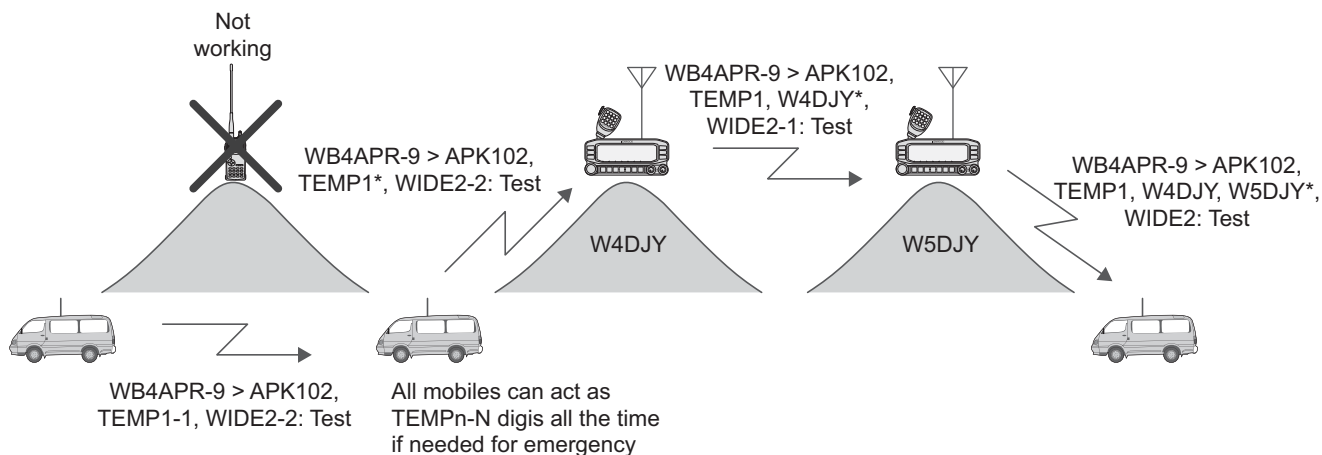 Not
working
WB4APR-9 > APK102,
TEMP1-1, WIDE2-2: Test
WB4APR-9 > APK102,
TEMP1*, WIDE2-2: Test
All mobiles can act as
TEMPn-N digis all the time
if needed for emergency
W4DJY
WB4APR-9 > APK102,
TEMP1, W4DJY*,
WIDE2-1: Test
W5DJY
WB4APR-9 > APK102,
TEMP1, W4DJY, W5DJY*,
WIDE2: Test